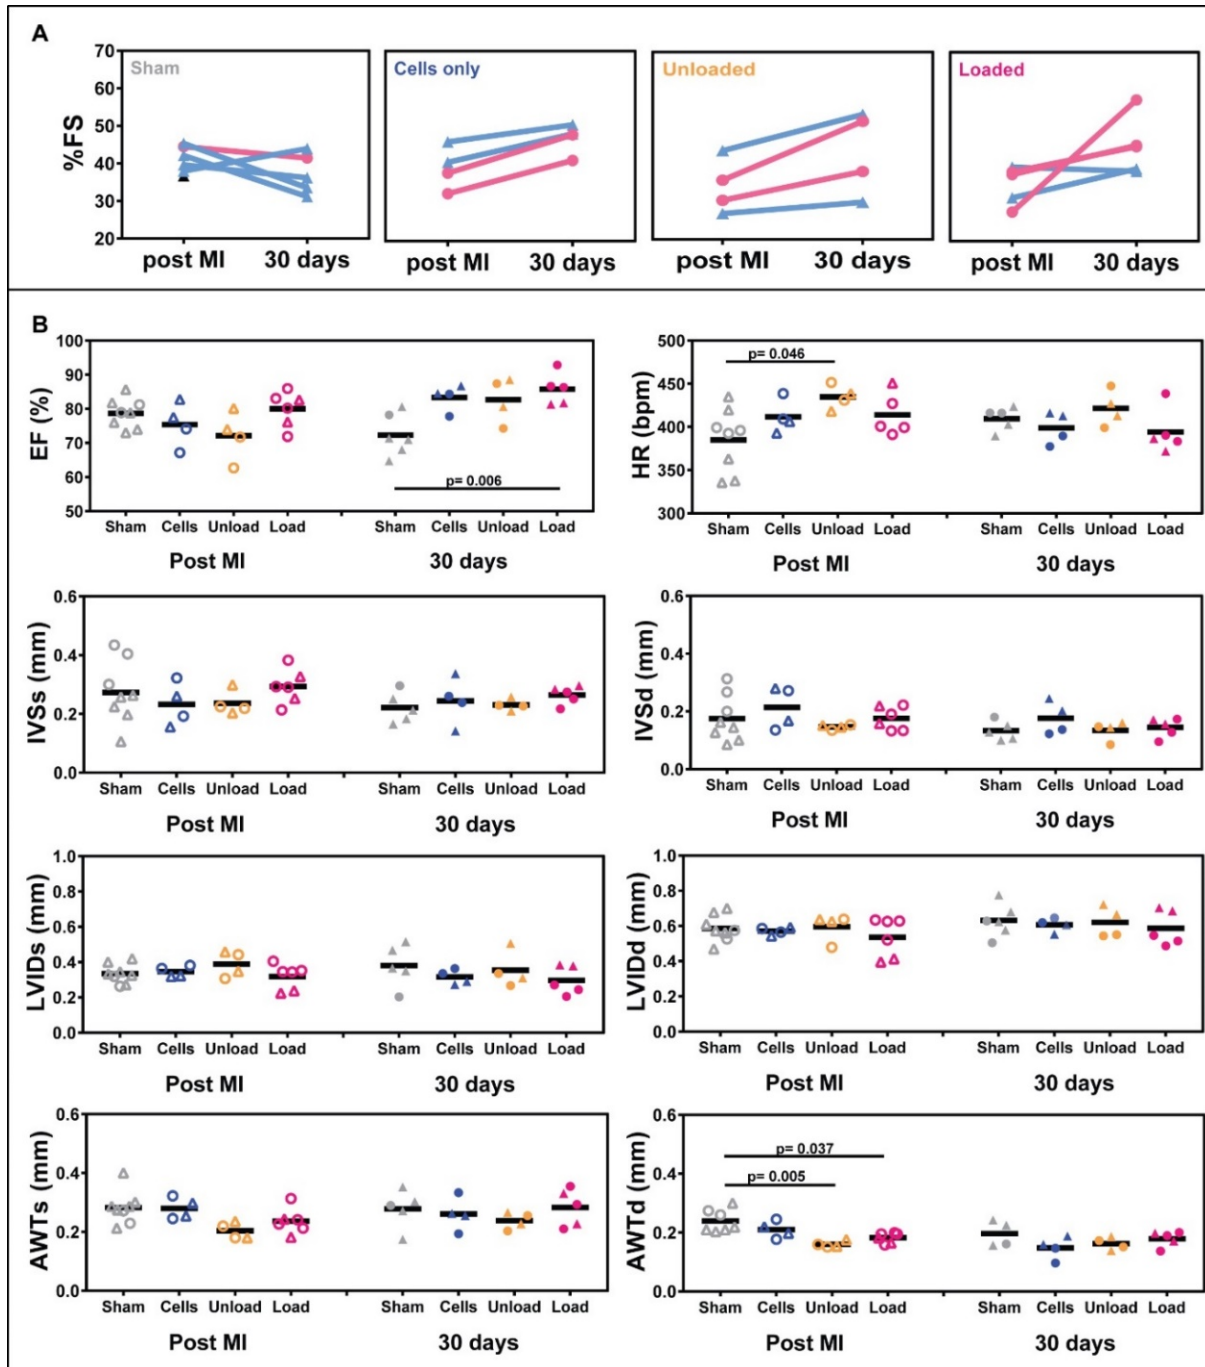 A
%FS
70
60
50
40
30
20
Sham
Cells only
Unloaded
Loaded
post MI 30 days
post MI 30 days
post MI 30 days
post MI 30 days
B
EF (%)
100
90
80
70
60
50
p= 0.006
Sham Cells Unload Load Sham Cells Unload Load
Post MI 30 days
HR (bpm)
500
450
400
350
300
p= 0.046
Sham Cells Unload Load Sham Cells Unload Load
Post MI 30 days
IVSs (mm)
0.6
0.4
0.2
0.0
Sham Cells Unload Load Sham Cells Unload Load
Post MI 30 days
IVSd (mm)
0.6
0.4
0.2
0.0
Sham Cells Unload Load Sham Cells Unload Load
Post MI 30 days
LVIDs (mm)
1.0
0.8
0.6
0.4
0.2
0.0
Sham Cells Unload Load Sham Cells Unload Load
Post MI 30 days
LVIDd (mm)
1.0
0.8
0.6
0.4
0.2
0.0
Sham Cells Unload Load Sham Cells Unload Load
Post MI 30 days
AWTs (mm)
0.6
0.4
0.2
0.0
Sham Cells Unload Load Sham Cells Unload Load
Post MI 30 days
AWTd (mm)
0.6
0.4
0.2
0.0
p= 0.037
p= 0.005
Sham Cells Unload Load Sham Cells Unload Load
Post MI 30 days